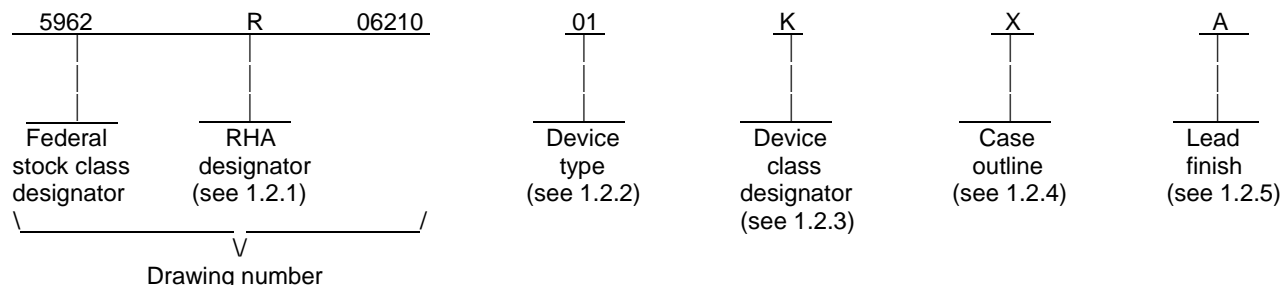 5962 R 06210 01 K X A
Federal RHA Device Device Case Lead
stock class designator type class outline finish
designator (see 1.2.1) (see 1.2.2) designator (see 1.2.4) (see 1.2.5)
(see 1.2.3)
Drawing number